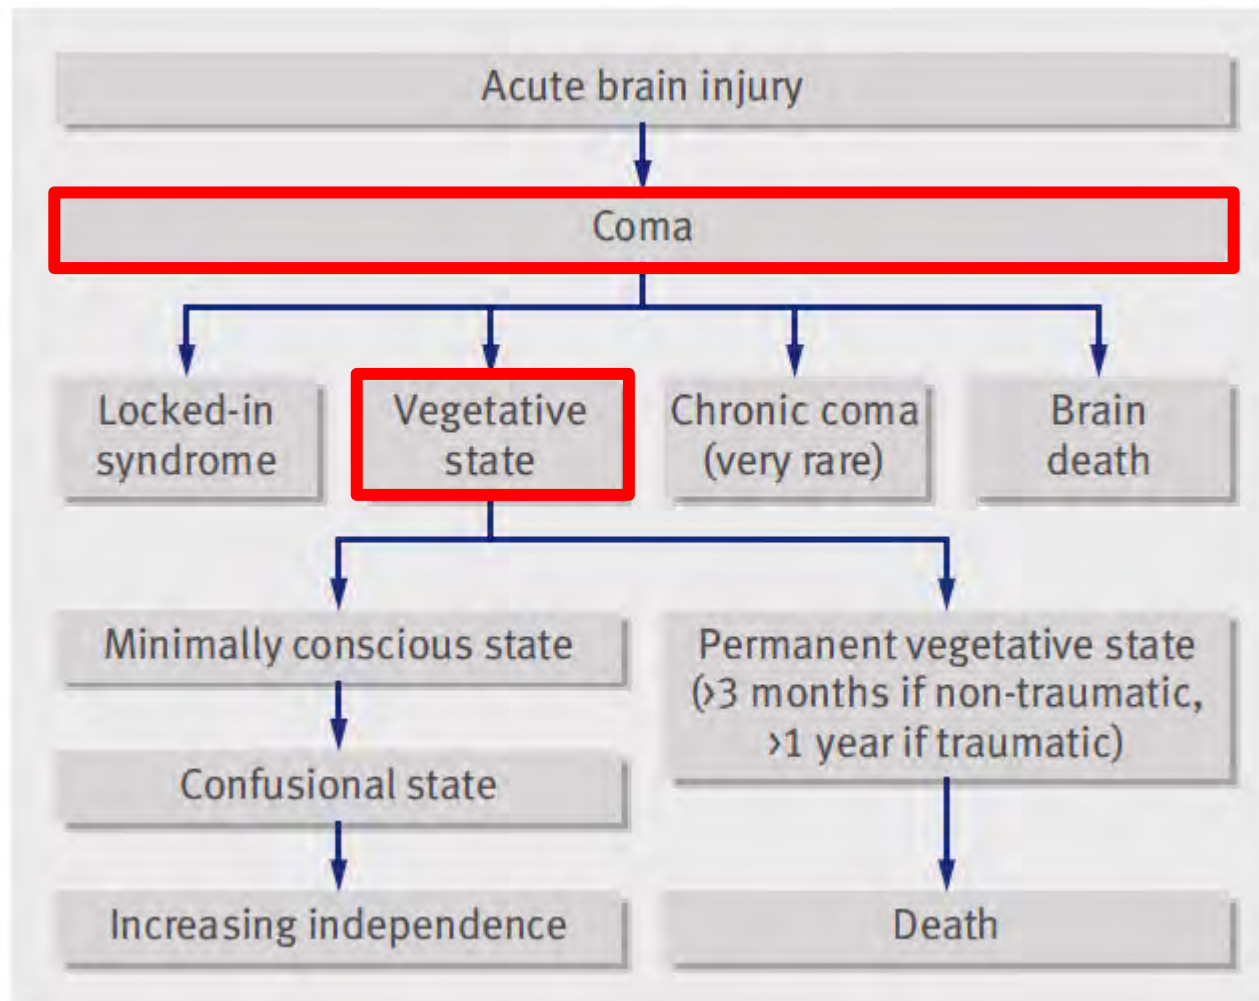 Acute brain injury
Coma
Locked-in
syndrome
Vegetative
state
Chronic coma
(very rare)
Brain
death
Minimally conscious state
Permanent vegetative state
(>3 months if non-traumatic,
>1 year if traumatic)
Confusional state
Increasing independence
Death